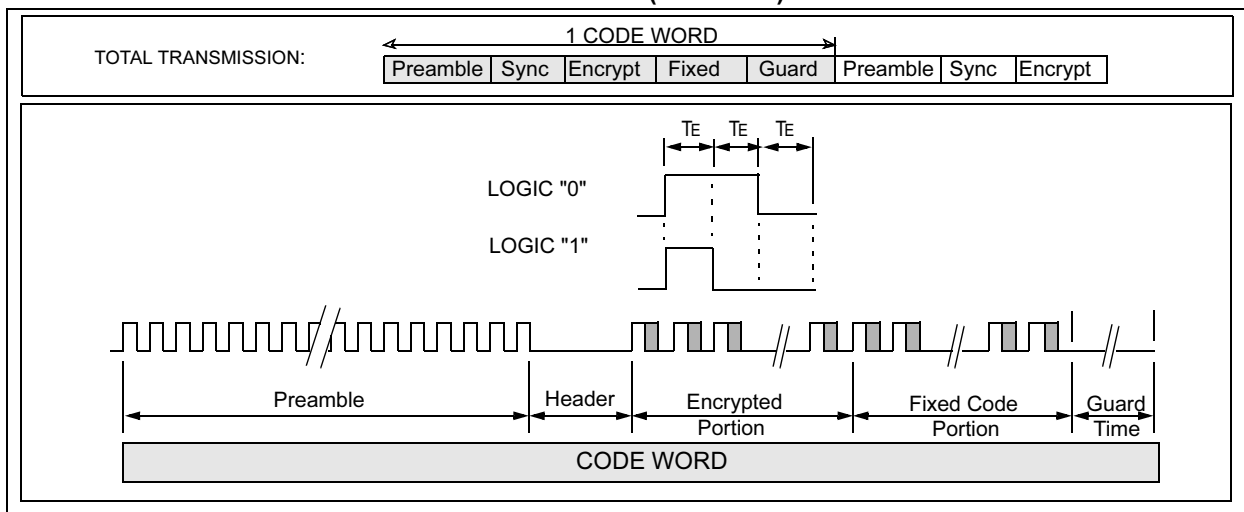 1 CODE WORD
TOTAL TRANSMISSION:
Preamble Sync Encrypt Fixed Guard Preamble Sync Encrypt
TE TE TE
LOGIC "0"
LOGIC "1"
Preamble Header Encrypted Portion Fixed Code Portion Guard Time
CODE WORD